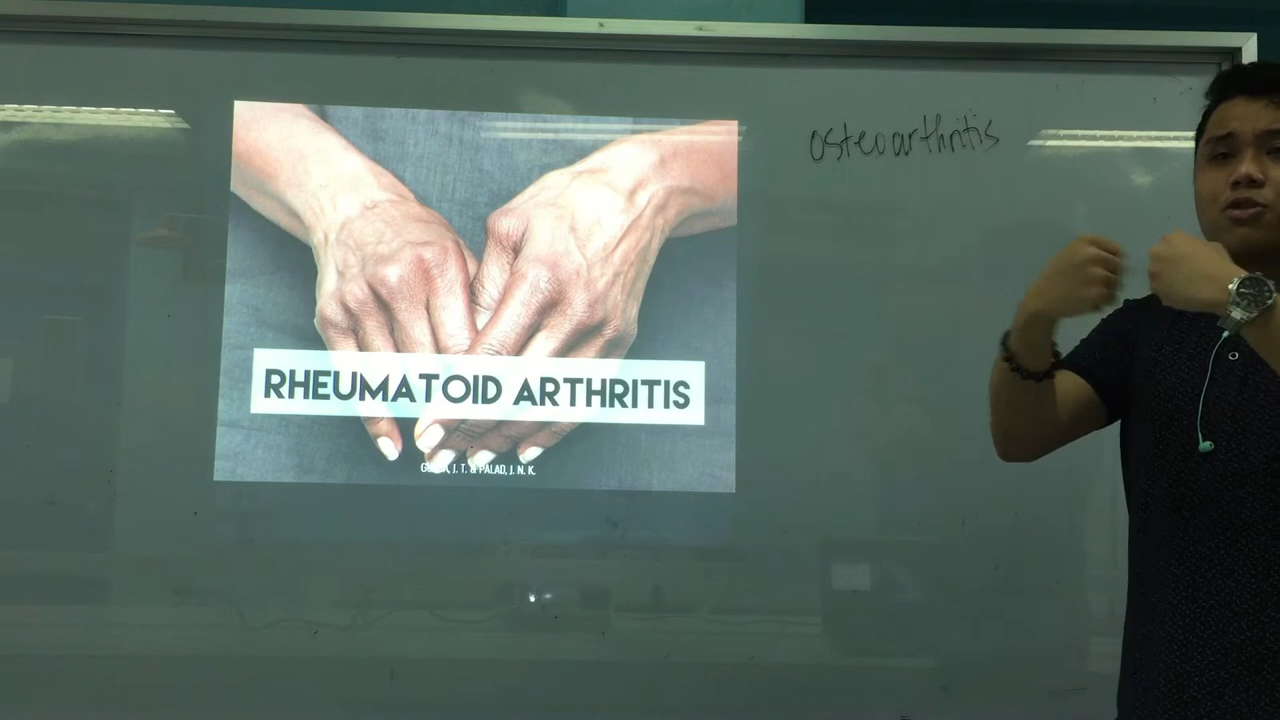 osteoarthritis
RHEUMATOID ARTHRITIS
J. T. & PALAD, J. N. K.